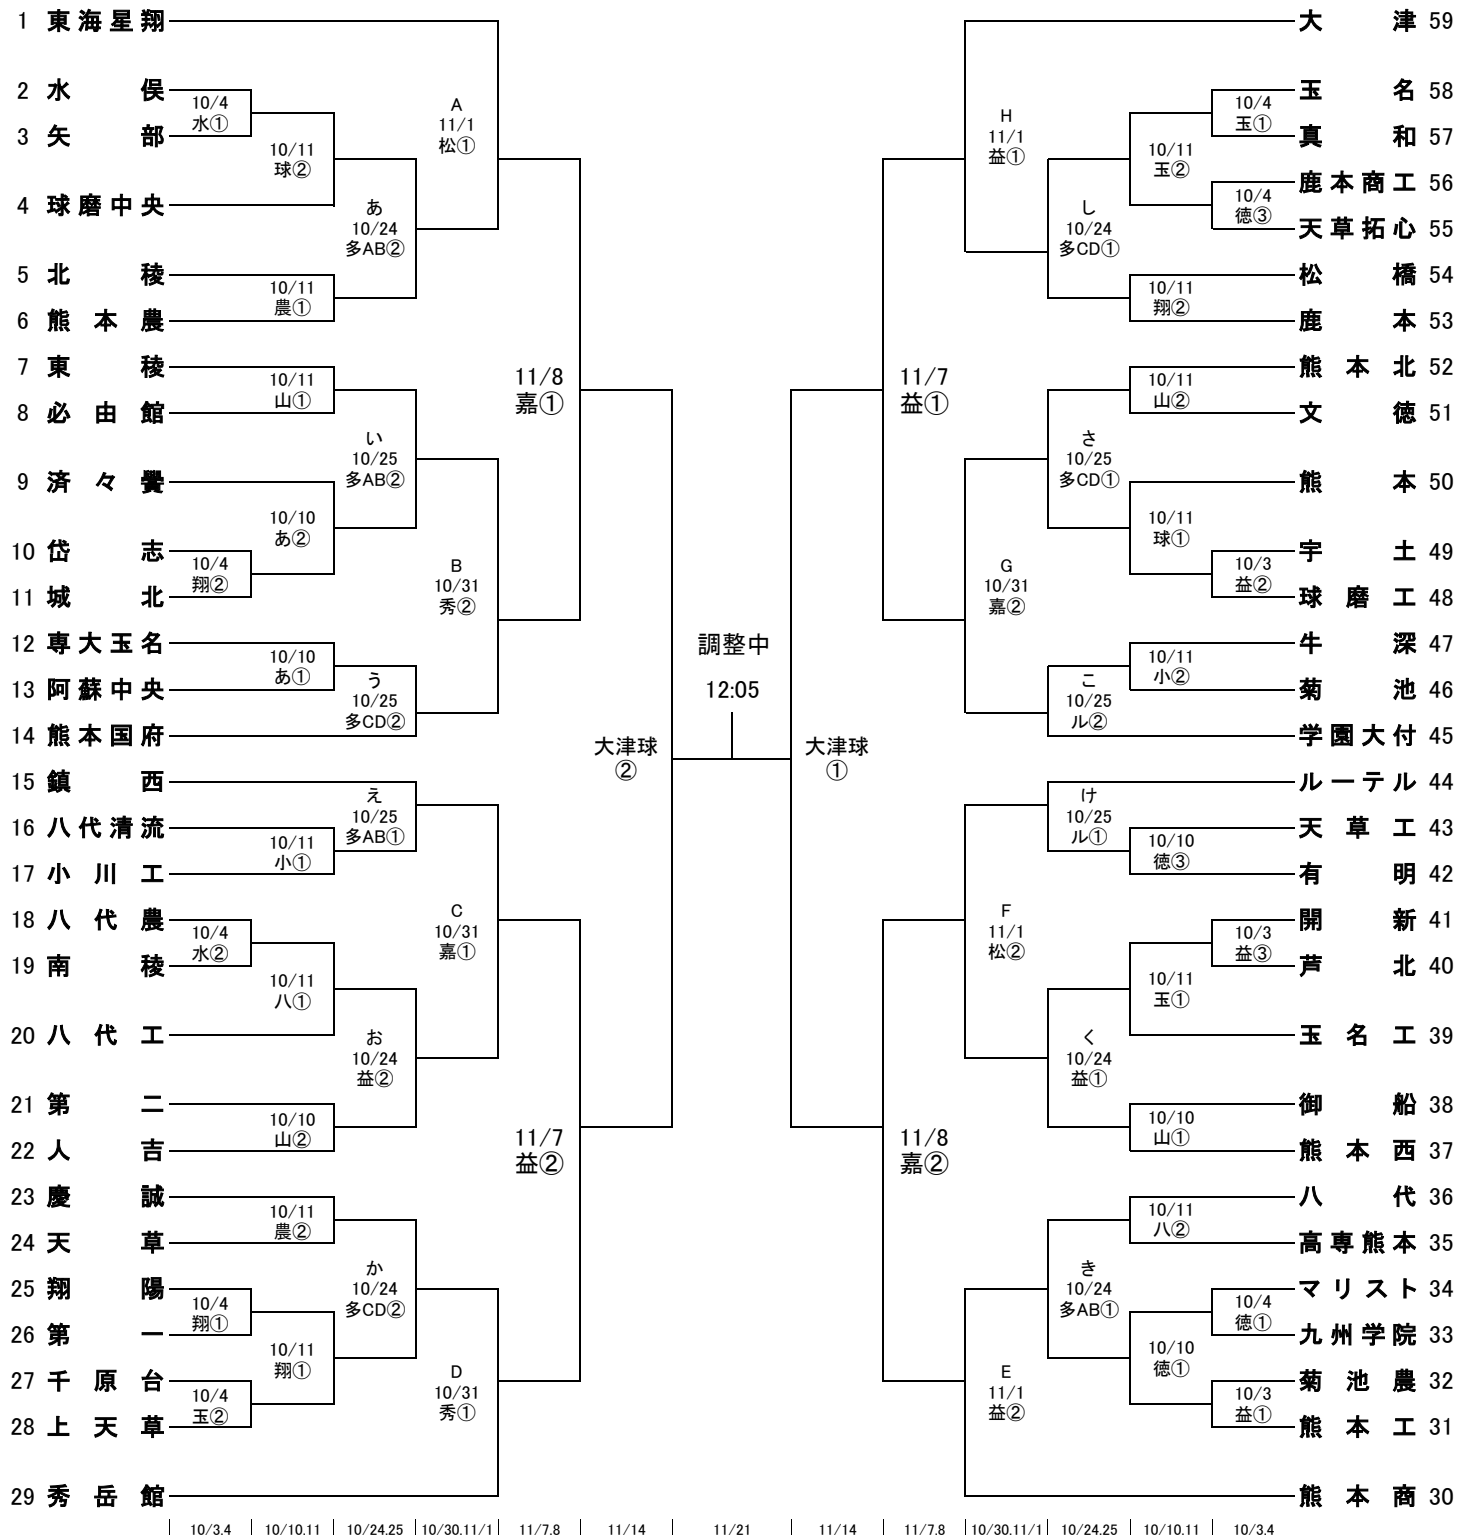 1 東海星翔
2 水俣
10/4
水①
3 矢部
10/11
球②
4 球磨中央
あ
10/24
多AB②
A
11/1
松①
5 北稜
10/11
農①
6 熊本農
7 東稜
10/11
山①
8 必由館
11/8
嘉①
い
10/25
多AB②
9 済々黌
10/10
あ②
10 岱志
10/4
翔②
11 城北
B
10/31
秀②
12 専大玉名
10/10
あ①
13 阿蘇中央
う
10/25
多CD②
14 熊本国府
大津球
②
15 鎮西
え
10/25
多AB①
16 八代清流
10/11
小①
17 小川工
C
10/31
嘉①
18 八代農
10/4
水②
19 南稜
10/11
八①
20 八代工
お
10/24
益②
21 第二
10/10
山②
22 人吉
11/7
益②
23 慶誠
10/11
農②
24 天草
か
10/24
多CD②
25 翔陽
10/4
翔①
26 第一
10/11
翔①
27 千原台
10/4
玉②
28 上天草
D
10/31
秀①
29 秀岳館
調整中
12:05
大津 59
玉名 58
10/4
玉①
真和 57
10/11
玉②
鹿本商工 56
10/4
徳③
天草拓心 55
H
11/1
益①
し
10/24
多CD①
松橋 54
10/11
翔②
鹿本 53
熊本北 52
10/11
山②
文徳 51
11/7
益①
さ
10/25
多CD①
熊本 50
10/11
球①
宇土 49
10/3
益②
球磨工 48
G
10/31
嘉②
牛深 47
10/11
小②
菊池 46
こ
10/25
ル②
学園大付 45
大津球
①
ルーテル 44
け
10/25
ル①
天草工 43
10/10
徳③
有明 42
F
11/1
松②
開新 41
10/3
益③
芦北 40
10/11
玉①
玉名工 39
く
10/24
益①
御船 38
10/10
山①
熊本西 37
11/8
嘉②
八代 36
10/11
八②
高専熊本 35
き
10/24
多AB①
マリスト 34
10/4
徳①
九州学院 33
10/10
徳①
菊池農 32
10/3
益①
熊本工 31
E
11/1
益②
熊本商 30
10/3.4 10/10.11 10/24.25 10/30.11/1 11/7.8 11/14 11/21 11/14 11/7.8 10/30.11/1 10/24.25 10/10.11 10/3.4